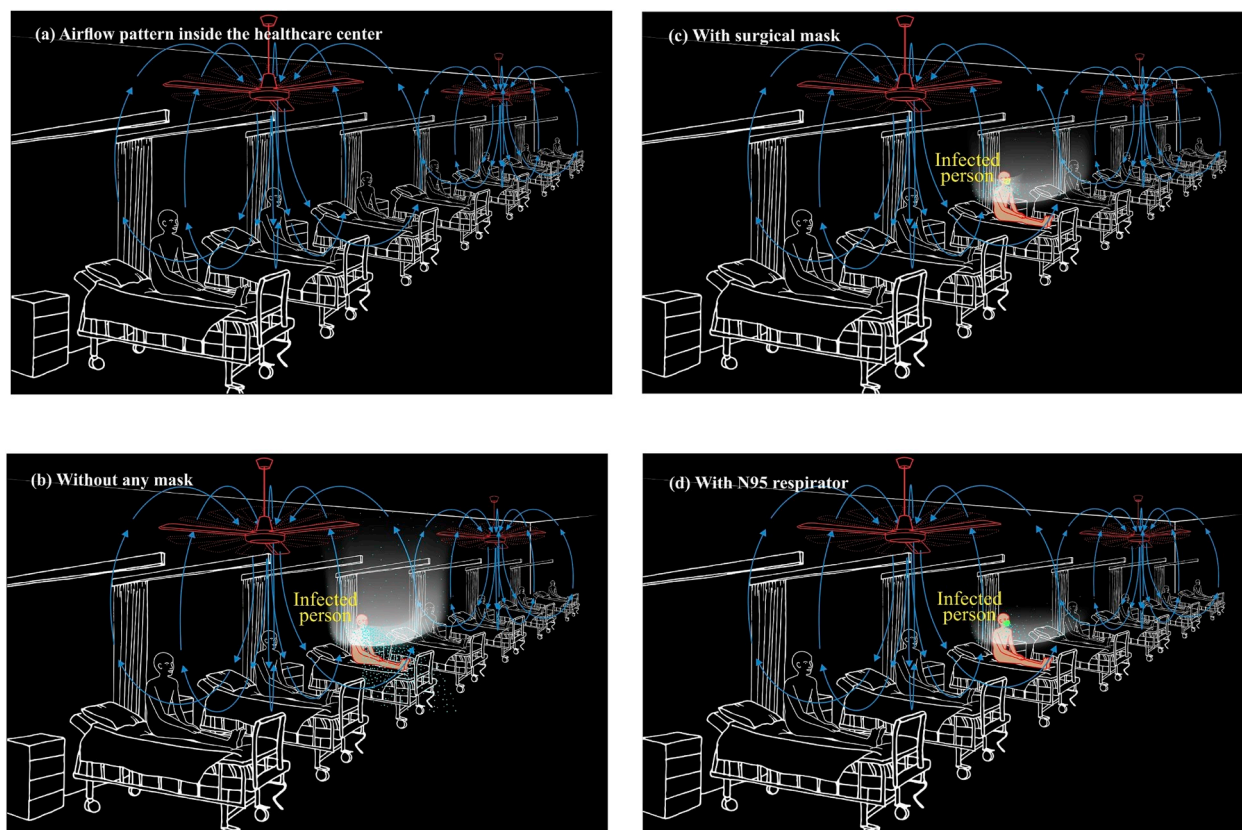 (a) Airflow pattern inside the healthcare center
(c) With surgical mask
Infected
person
(b) Without any mask
Infected
person
(d) With N95 respirator
Infected
person